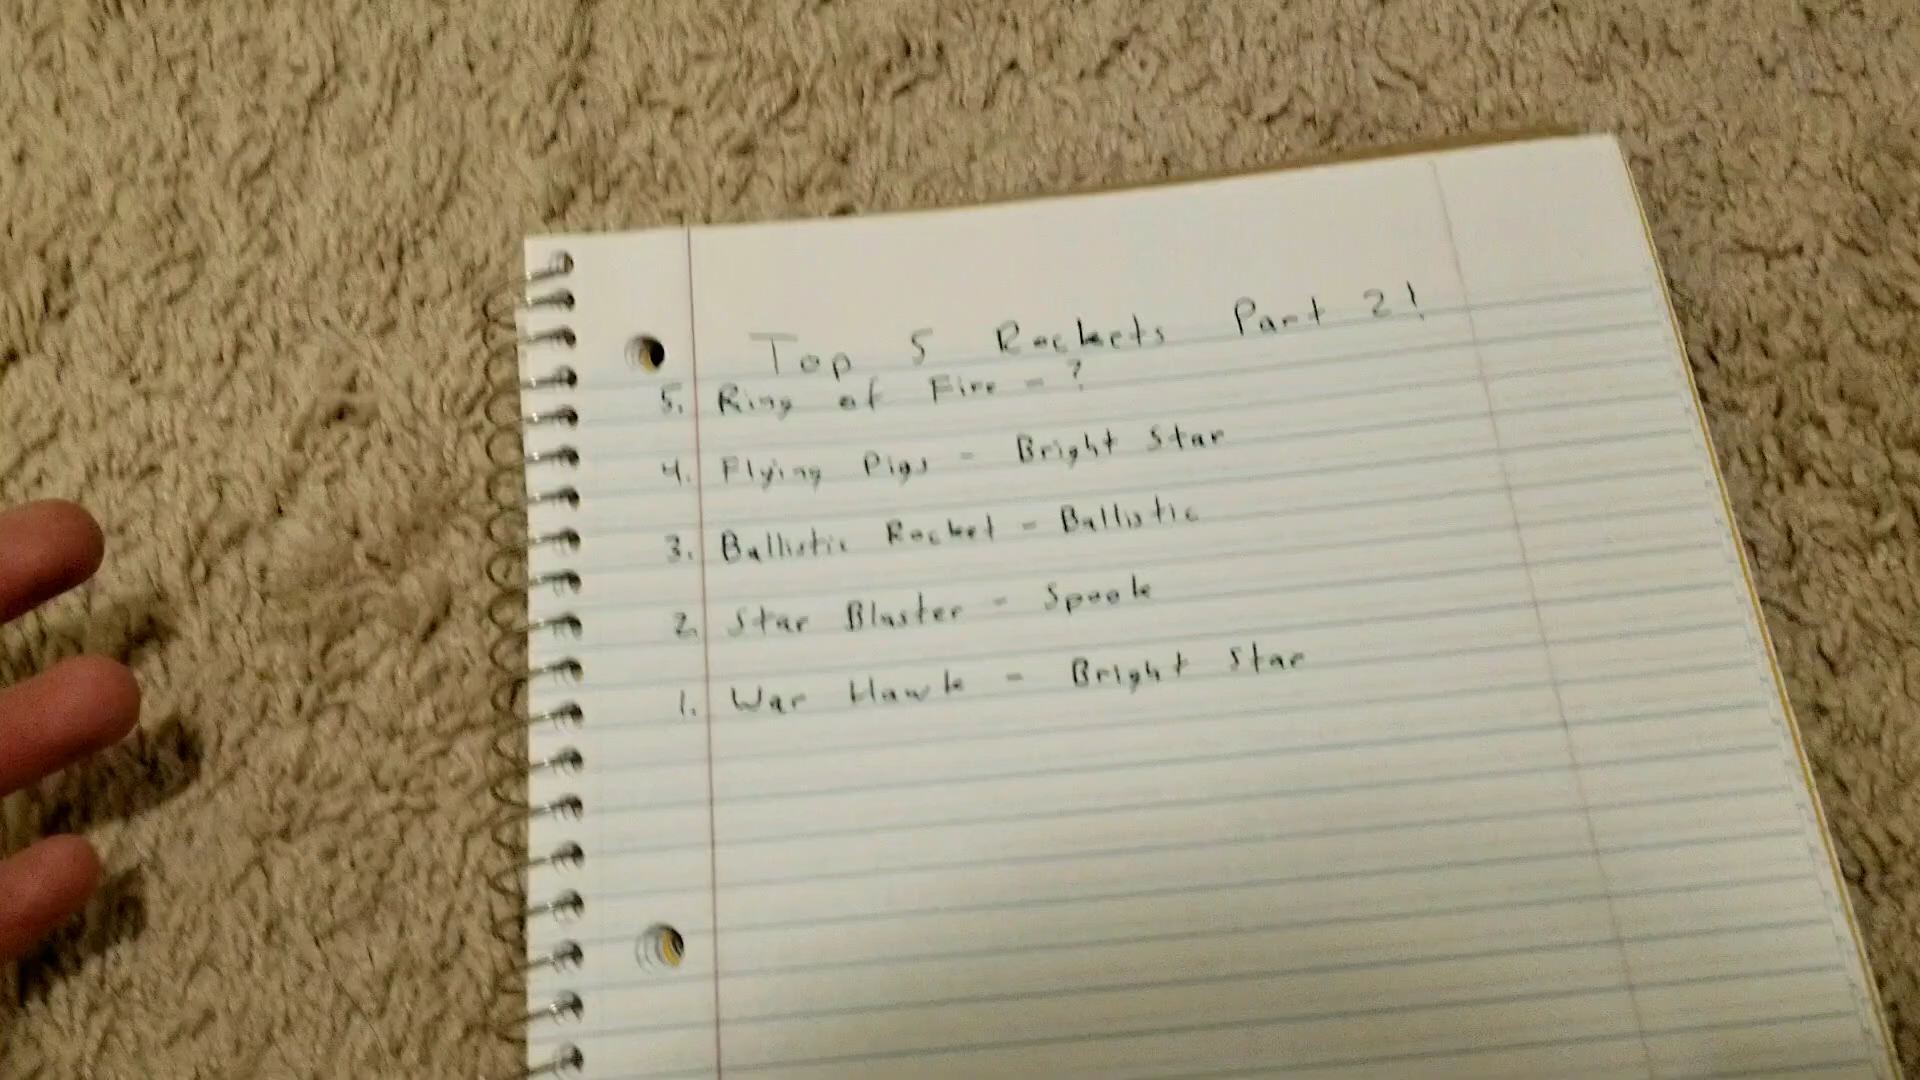 Top 5 Rockets Part 2!
5. Ring of Fire - ?
4. Flying Pigs - Bright Star
3. Ballistic Rocket - Ballistic
2. Star Blaster - Spook
1. War Hawk - Bright Star